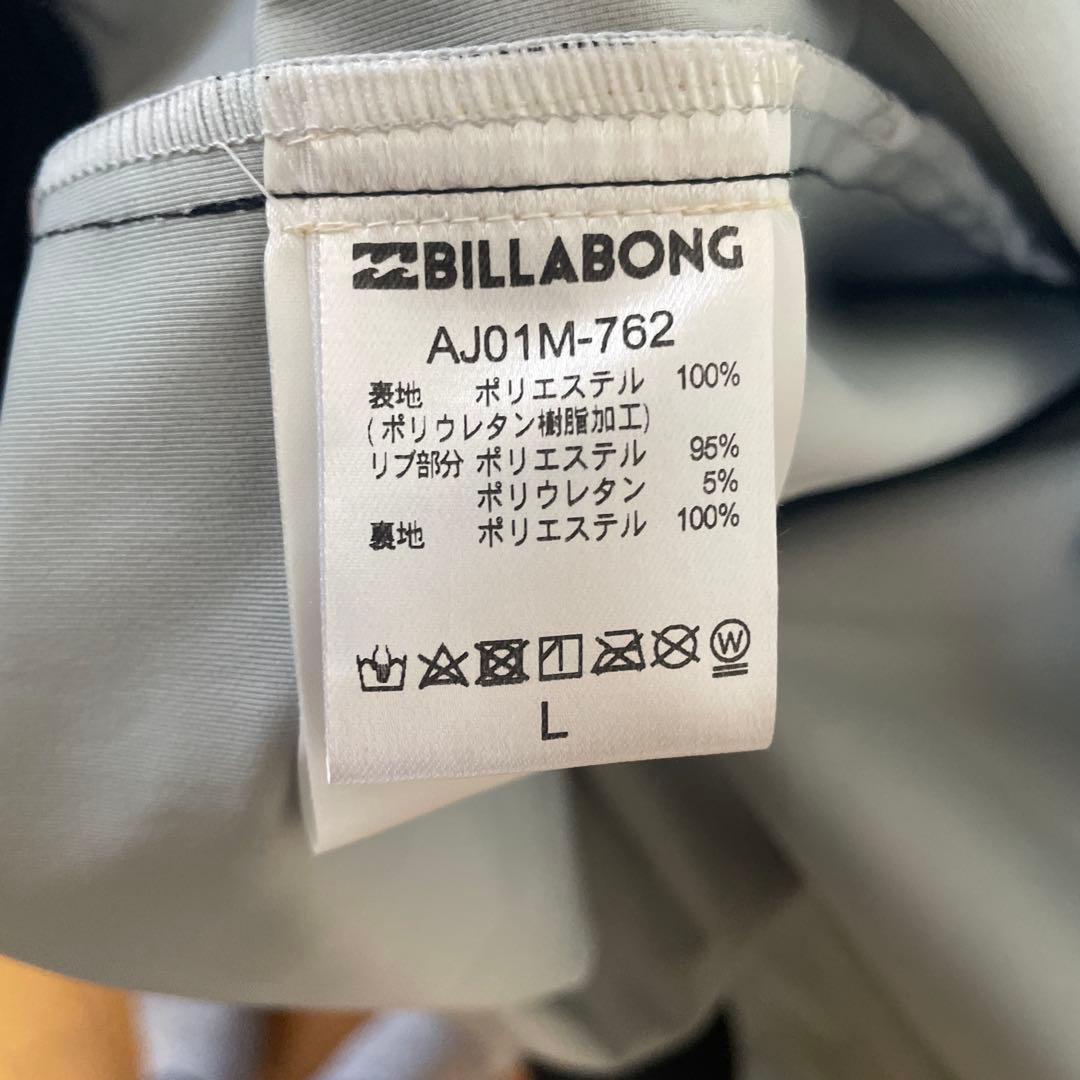 BILLABONG
AJ01M-762
表地 ポリエステル 100%
(ポリウレタン樹脂加工)
リブ部分 ポリエステル 95%
ポリウレタン 5%
裏地 ポリエステル 100%
W
L